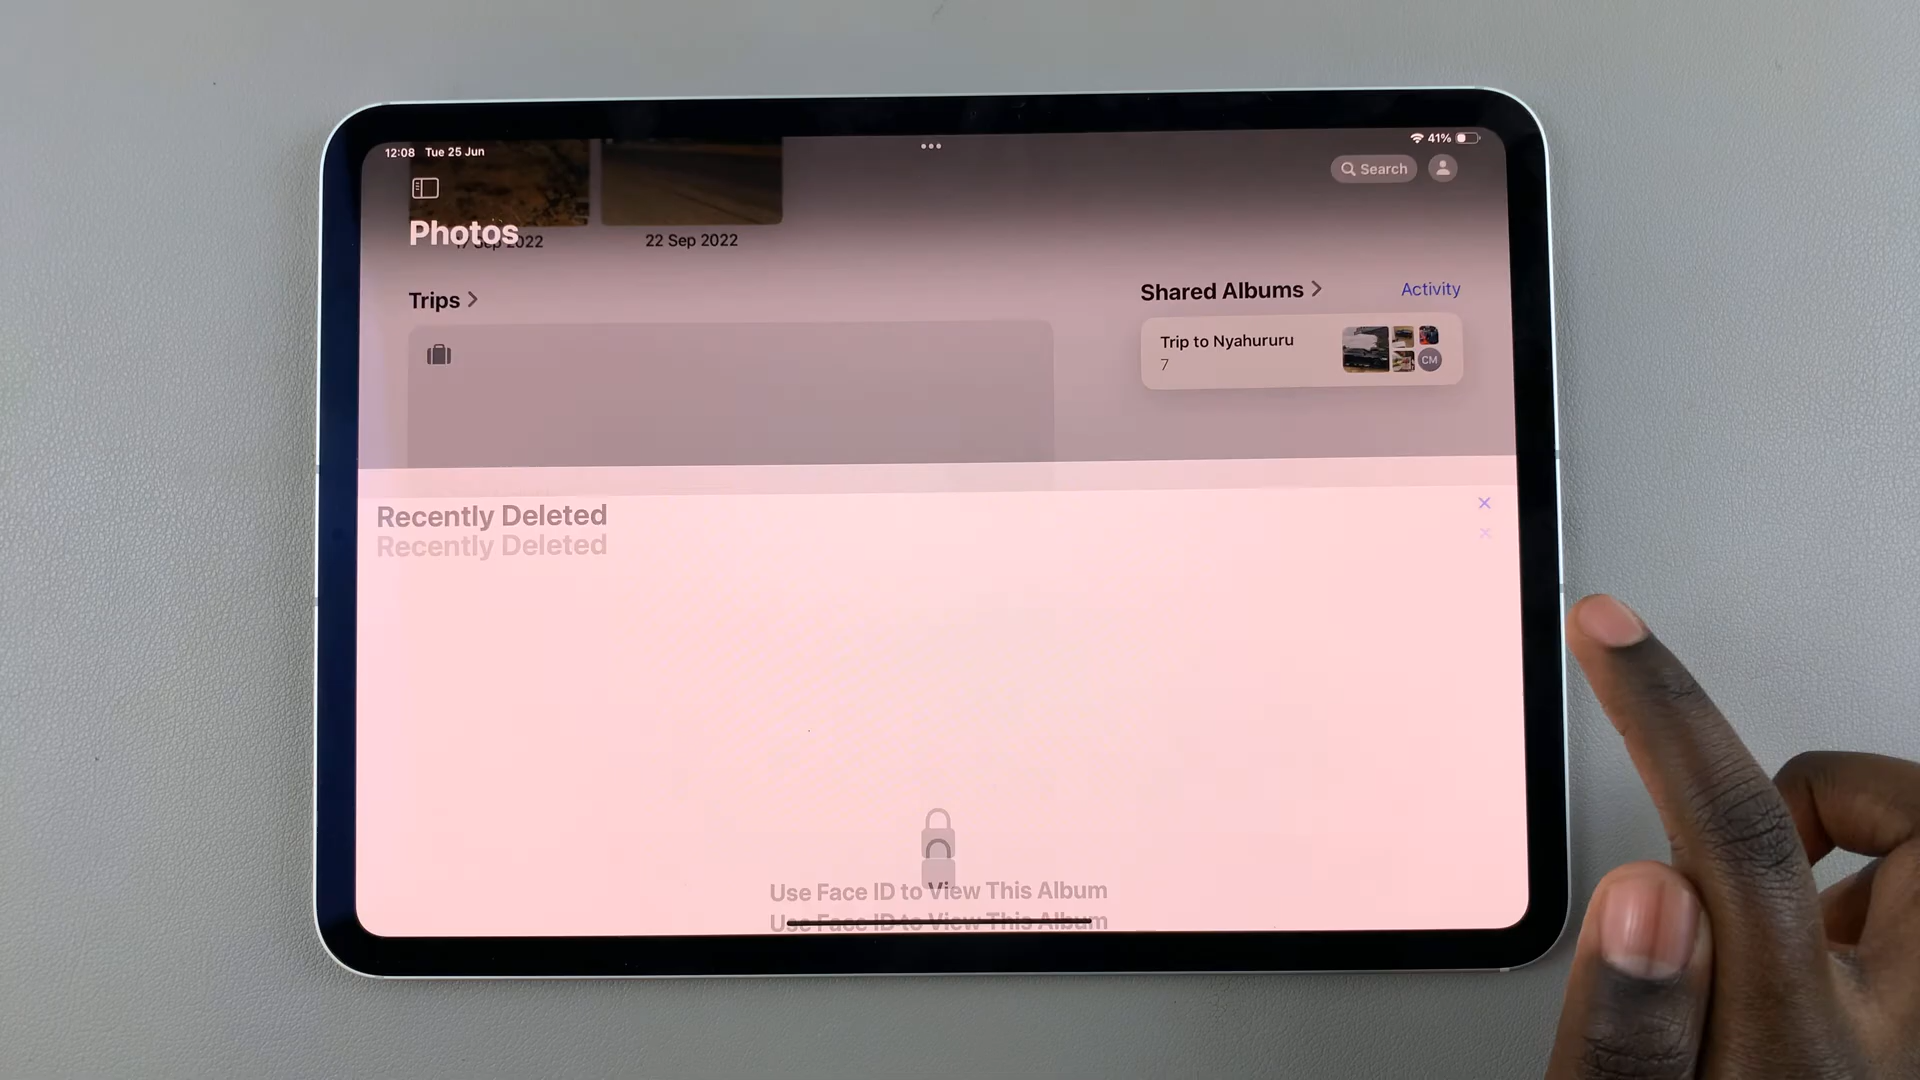 12:08 Tue 25 Jun
41%
Search
Photos
17 Sep 2022
22 Sep 2022
Trips
Shared Albums
Activity
Trip to Nyahururu
7
CM
Recently Deleted
Recently Deleted
Use Face ID to View This Album
Use Face ID to View This Album